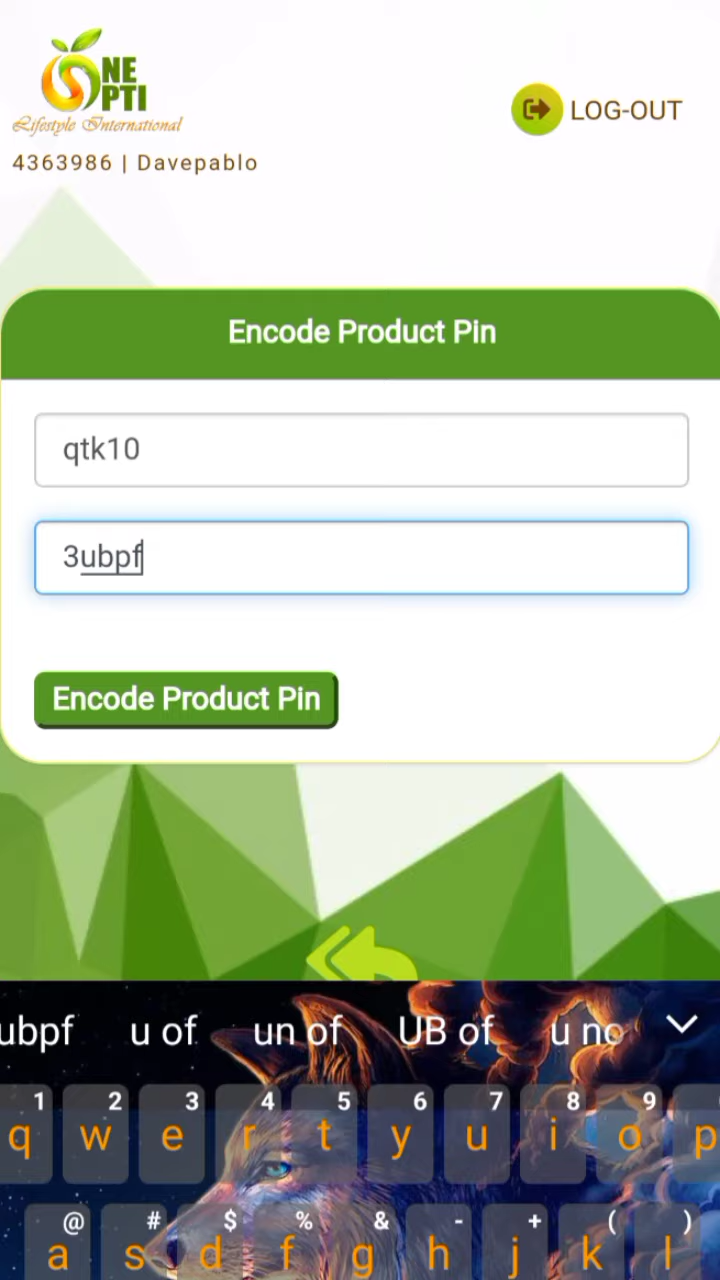 NE
PTI
Lifestyle International
4363986 | Davepablo
LOG-OUT
Encode Product Pin
qtk10
3ubpf
Encode Product Pin
ubpf u of un of UB of u no
1 2 3 4 5 6 7 8 9
q w e r t y u i o p
@ # $ % & - + ( )
a s d f g h j k l